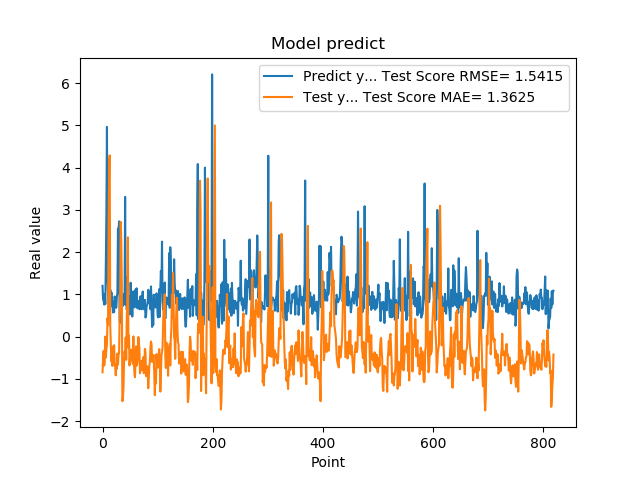 Model predict
Predict y... Test Score RMSE= 1.5415
Test y... Test Score MAE= 1.3625
6
5
4
3
2
1
0
−1
−2
Real value
0 200 400 600 800
Point